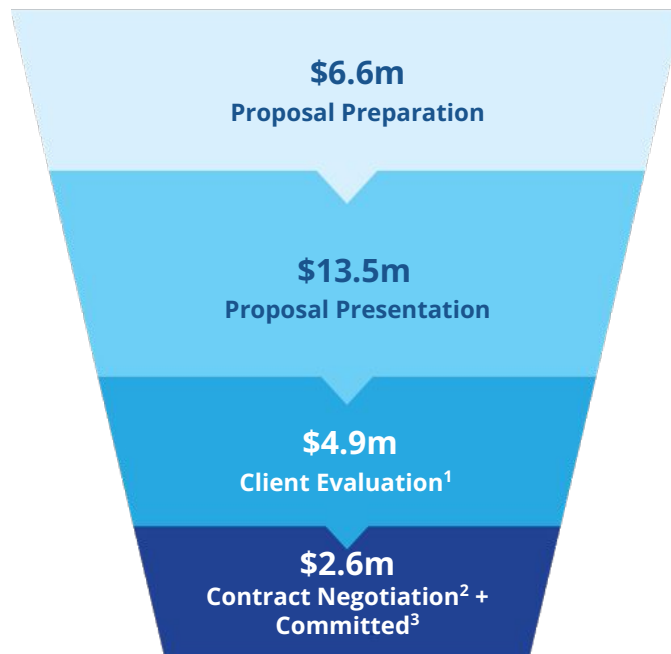 $6.6m
Proposal Preparation
$13.5m
Proposal Presentation
$4.9m
Client Evaluation¹
$2.6m
Contract Negotiation² +
Committed³